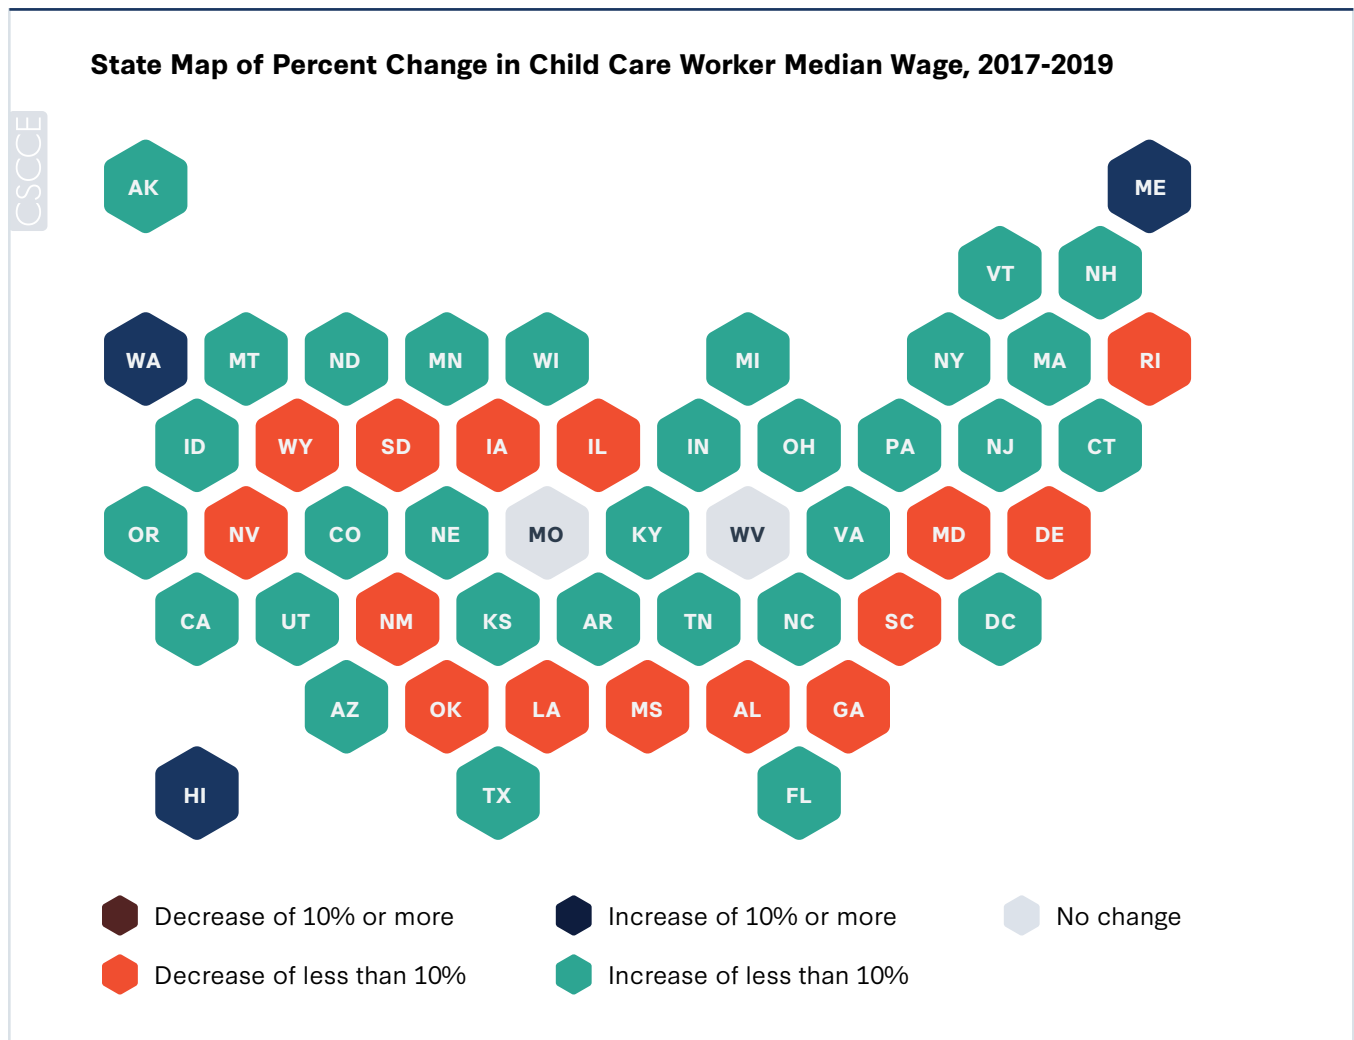 State Map of Percent Change in Child Care Worker Median Wage, 2017-2019
CSCCE
AK ME
VT NH
WA MT ND MN WI MI NY MA RI
ID WY SD IA IL IN OH PA NJ CT
OR NV CO NE MO KY WV VA MD DE
CA UT NM KS AR TN NC SC DC
AZ OK LA MS AL GA
HI TX FL
Decrease of 10% or more Increase of 10% or more No change
Decrease of less than 10% Increase of less than 10%